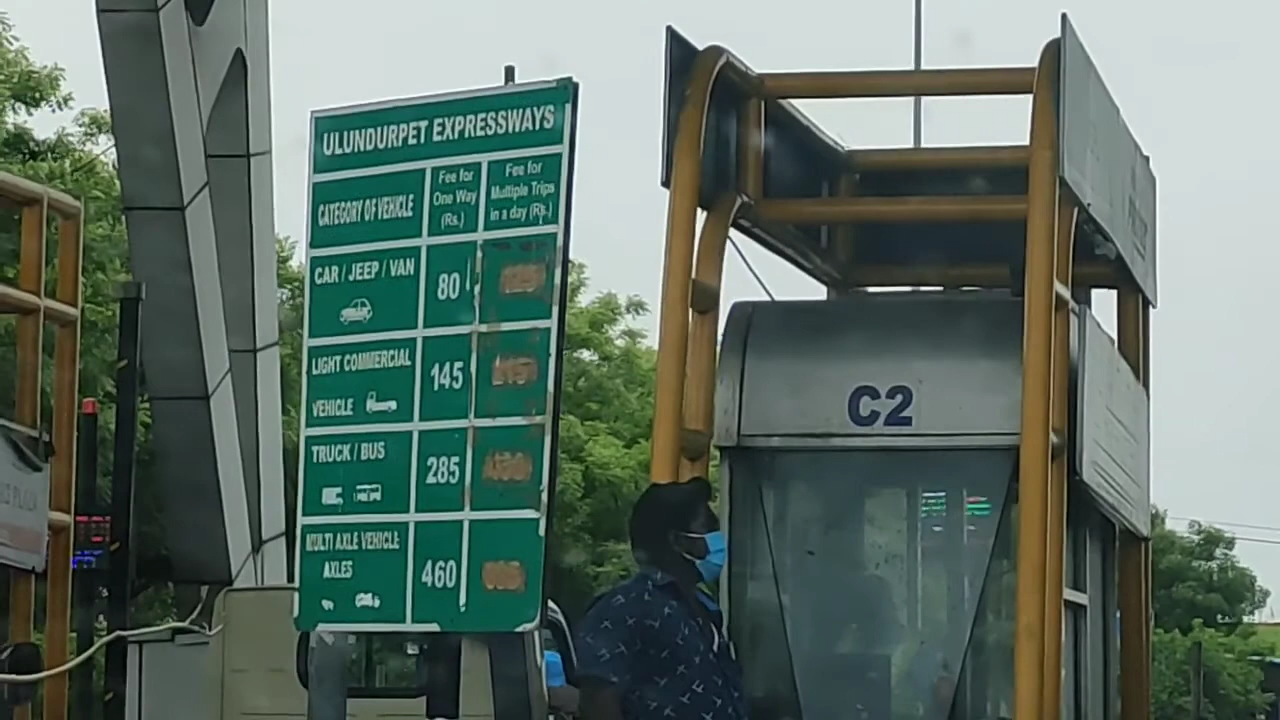 ULUNDURPET EXPRESSWAYS
CATEGORY OF VEHICLE
Fee for
One Way
(Rs.)
Fee for
Multiple Trips
in a day (Rs.)
CAR / JEEP / VAN
80
LIGHT COMMERCIAL
VEHICLE
145
TRUCK / BUS
285
MULTI AXLE VEHICLE
AXLES
460
C2